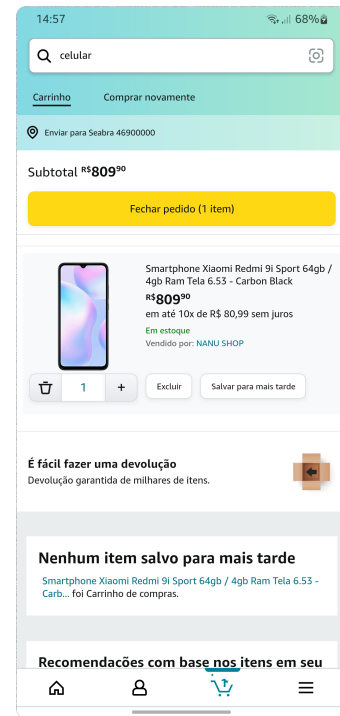 14:57
68%
celular
Carrinho
Comprar novamente
Enviar para Seabra 46900000
Subtotal R$809⁹⁰
Fechar pedido (1 item)
Smartphone Xiaomi Redmi 9i Sport 64gb /
4gb Ram Tela 6.53 - Carbon Black
R$809⁹⁰
em até 10x de R$ 80,99 sem juros
Em estoque
Vendido por: NANU SHOP
1
+
Excluir
Salvar para mais tarde
É fácil fazer uma devolução
Devolução garantida de milhares de itens.
Nenhum item salvo para mais tarde
Smartphone Xiaomi Redmi 9i Sport 64gb / 4gb Ram Tela 6.53 -
Carb... foi Carrinho de compras.
Recomendações com base nos itens em seu
1